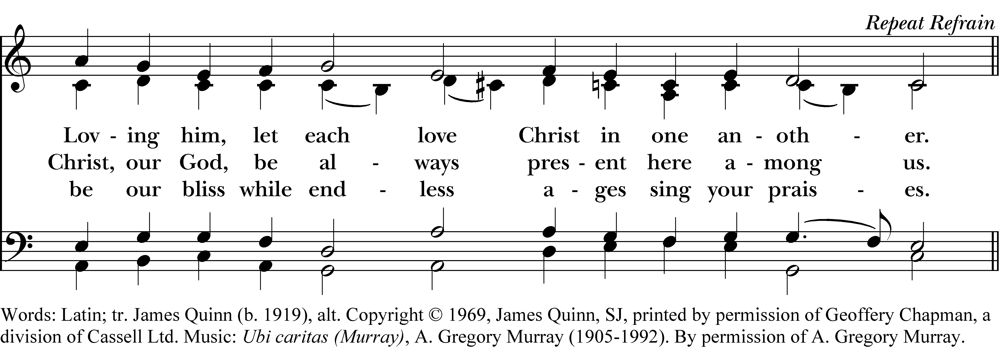 Repeat Refrain
Lov - ing him, let each love Christ in one an - oth - er.
Christ, our God, be al - ways pres - ent here a - mong us.
be our bliss while end - less a - ges sing your prais - es.
Words: Latin; tr. James Quinn (b. 1919), alt. Copyright © 1969, James Quinn, SJ, printed by permission of Geoffery Chapman, a
division of Cassell Ltd. Music: Ubi caritas (Murray), A. Gregory Murray (1905-1992). By permission of A. Gregory Murray.